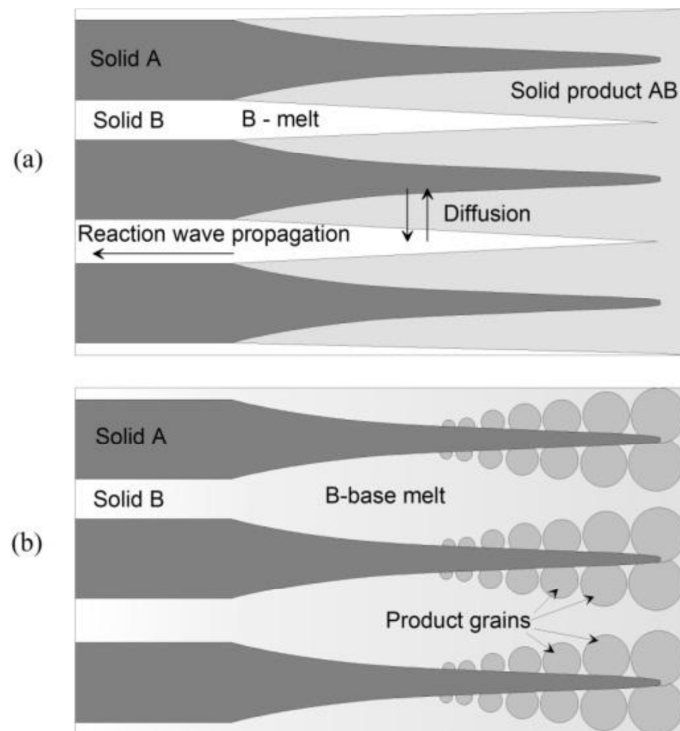 (a)
Solid A
Solid product AB
Solid B
B - melt
Diffusion
Reaction wave propagation
(b)
Solid A
Solid B
B-base melt
Product grains